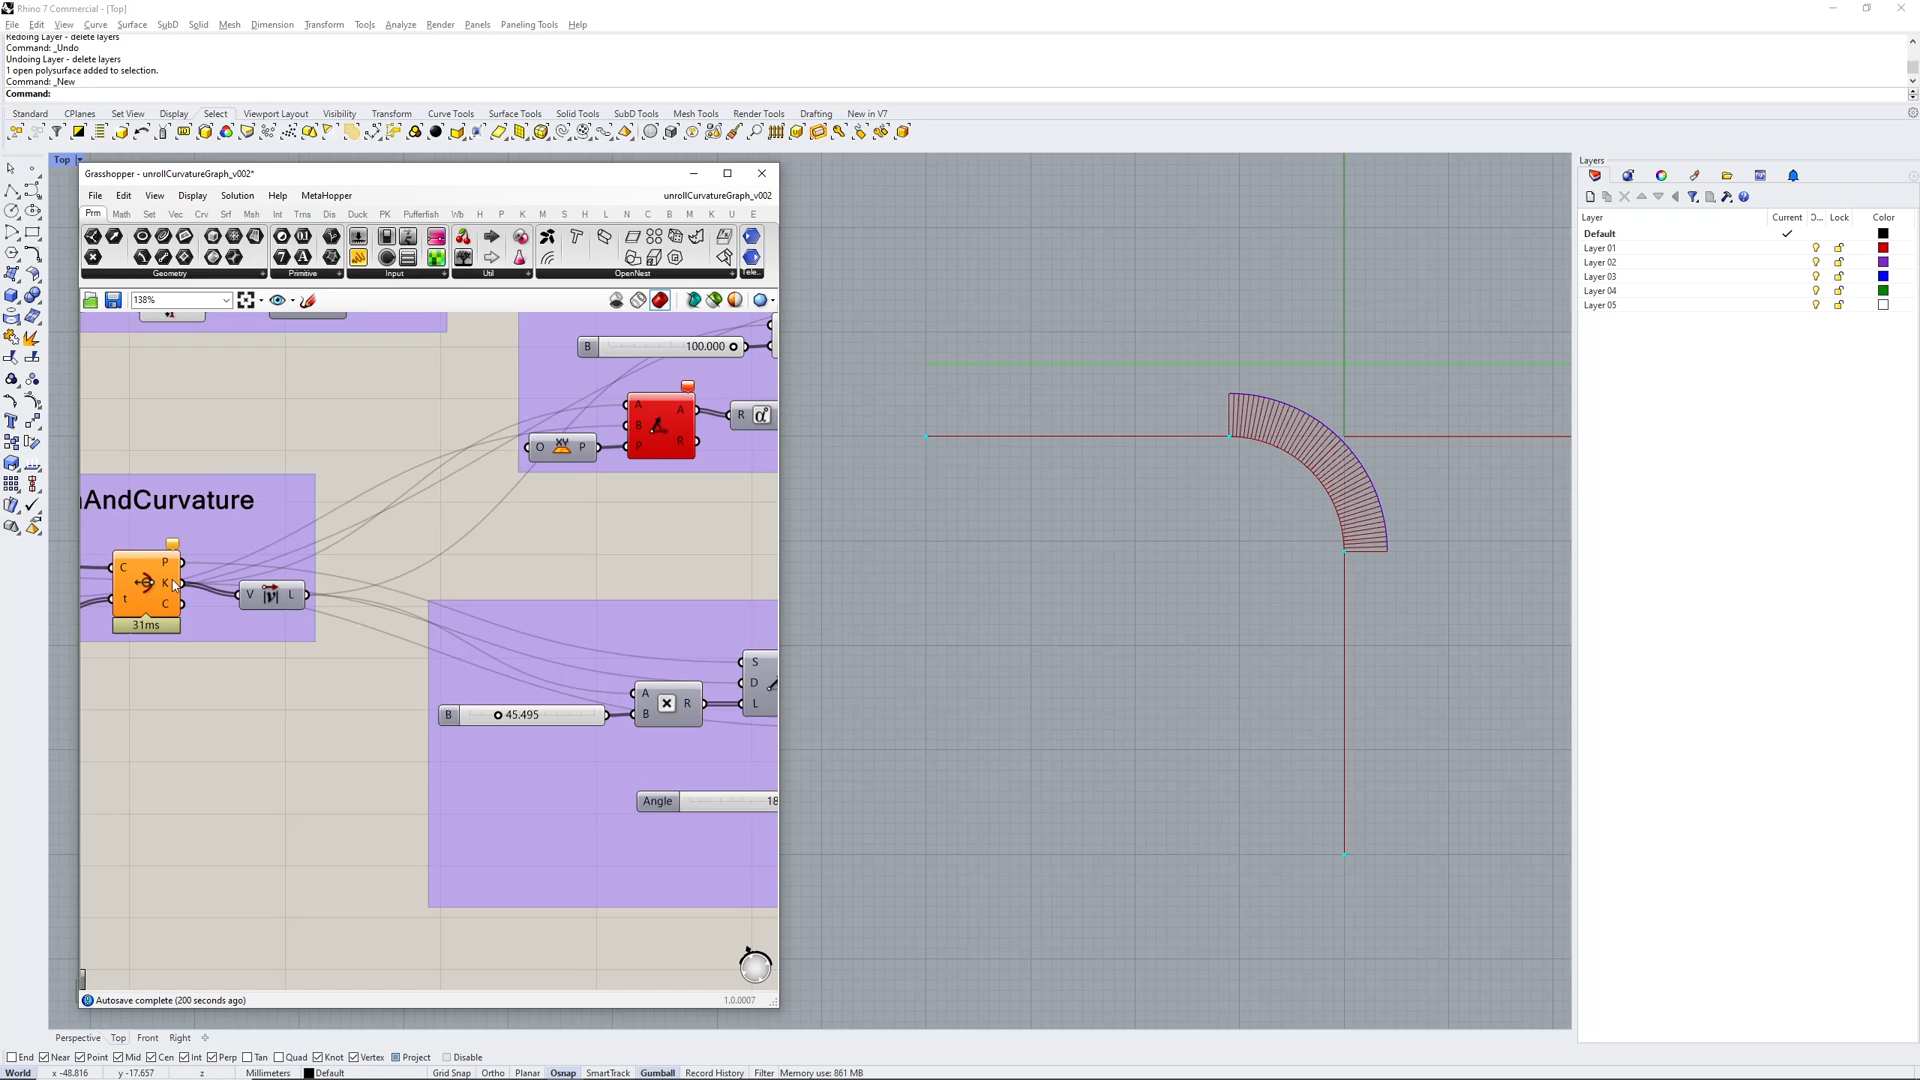 Rhino 7 Commercial - [Top]
File Edit View Curve Surface SubD Solid Mesh Dimension Transform Tools Analyze Render Panels Paneling Tools Help
Redoing Layer - delete layers
Command: _Undo
Undoing Layer - delete layers
1 open polysurface added to selection.
Command: _New
Command:
Standard CPlanes Set View Display Select Viewport Layout Visibility Transform Curve Tools Surface Tools Solid Tools SubD Tools Mesh Tools Render Tools Drafting New in V7
Top
Layers
Grasshopper - unrollCurvatureGraph_v002*
File Edit View Display Solution Help MetaHopper unrollCurvatureGraph_v002
Prm Math Set Vec Crv Srf Msh Int Trns Dis Duck PK Pufferfish Wb H P K M S H L N C B M K U E
Geometry Primitive Input Util OpenNest Tele...
138%
Layer Current Ɔ... Lock Color
Default
Layer 01
Layer 02
Layer 03
Layer 04
Layer 05
B 100.000
A B P A R
R
O XY P
AndCurvature
C t P K C
31ms
V |v| L
S D L
A B R
B 45.495
Angle 18
Autosave complete (200 seconds ago) 1.0.0007
Perspective Top Front Right
End Near Point Mid Cen Int Perp Tan Quad Knot Vertex Project Disable
World x -48.816 y -17.657 z Millimeters Default Grid Snap Ortho Planar Osnap SmartTrack Gumball Record History Filter Memory use: 861 MB